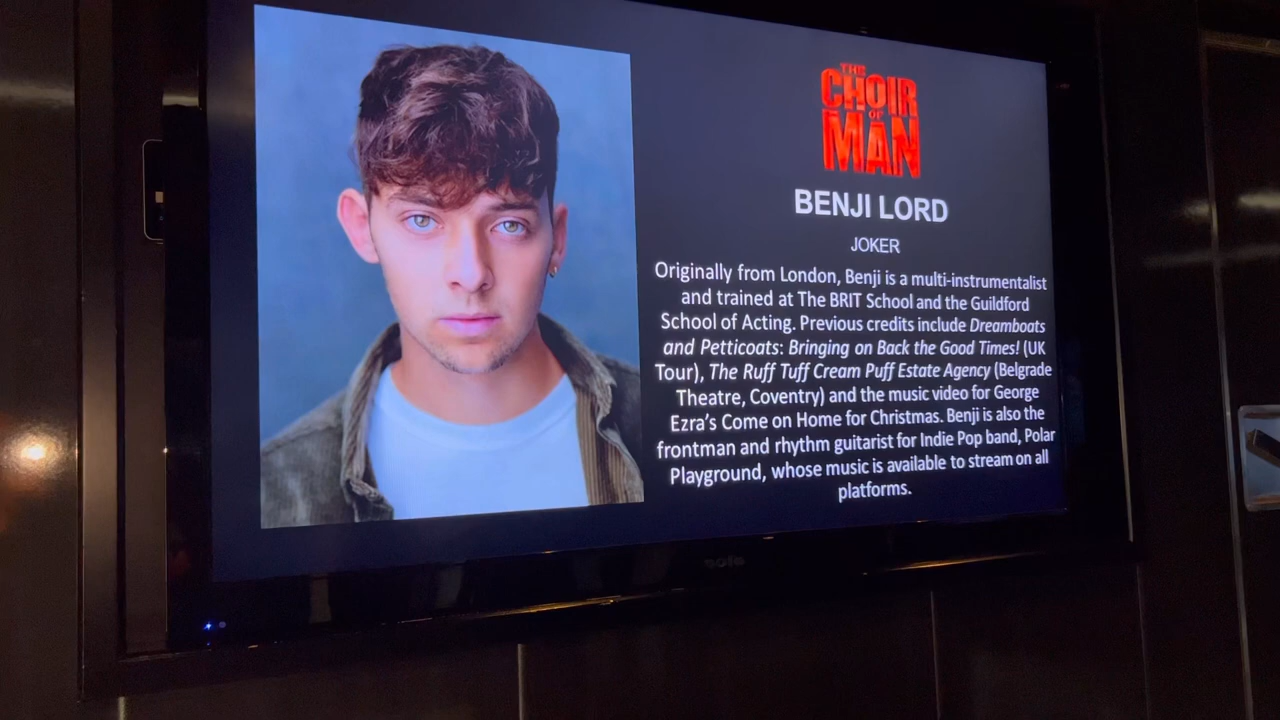 THE
CHOIR
OF
MAN
BENJI LORD
JOKER
Originally from London, Benji is a multi-instrumentalist
and trained at The BRIT School and the Guildford
School of Acting. Previous credits include Dreamboats
and Petticoats: Bringing on Back the Good Times! (UK
Tour), The Ruff Tuff Cream Puff Estate Agency (Belgrade
Theatre, Coventry) and the music video for George
Ezra’s Come on Home for Christmas. Benji is also the
frontman and rhythm guitarist for Indie Pop band, Polar
Playground, whose music is available to stream on all
platforms.